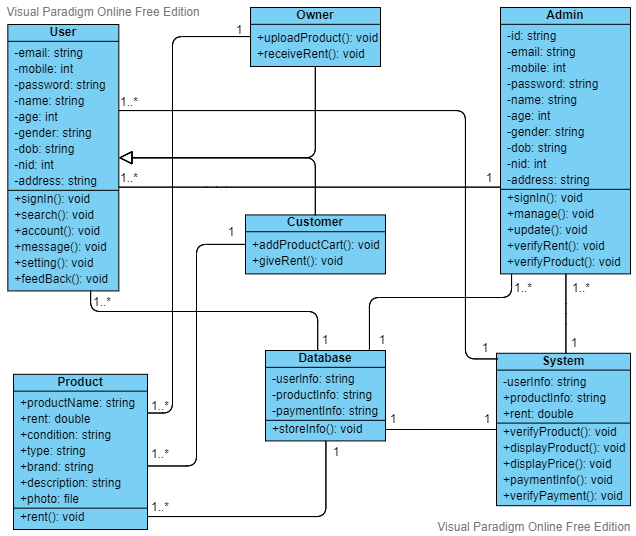 Visual Paradigm Online Free Edition
User
-email: string
-mobile: int
-password: string
-name: string
-age: int
-gender: string
-dob: string
-nid: int
-address: string
+signIn(): void
+search(): void
+account(): void
+message(): void
+setting(): void
+feedBack(): void
Owner
+uploadProduct(): void
+receiveRent(): void
Admin
-id: string
-email: string
-mobile: int
-password: string
-name: string
-age: int
-gender: string
-dob: string
-nid: int
-address: string
+signIn(): void
+manage(): void
+update(): void
+verifyRent(): void
+verifyProduct(): void
1
1..*
1..*
1
Customer
+addProductCart(): void
+giveRent(): void
1
1..*
1..*
1..*
1
1
1
1
Database
-userInfo: string
-productInfo: string
-paymentInfo: string
+storeInfo(): void
System
-userInfo: string
+productInfo: string
+rent: double
+verifyProduct(): void
+displayProduct(): void
+displayPrice(): void
+paymentInfo(): void
+verifyPayment(): void
Product
+productName: string
+rent: double
+condition: string
+type: string
+brand: string
+description: string
+photo: file
+rent(): void
1..*
1
1
1..*
1
1..*
Visual Paradigm Online Free Edition